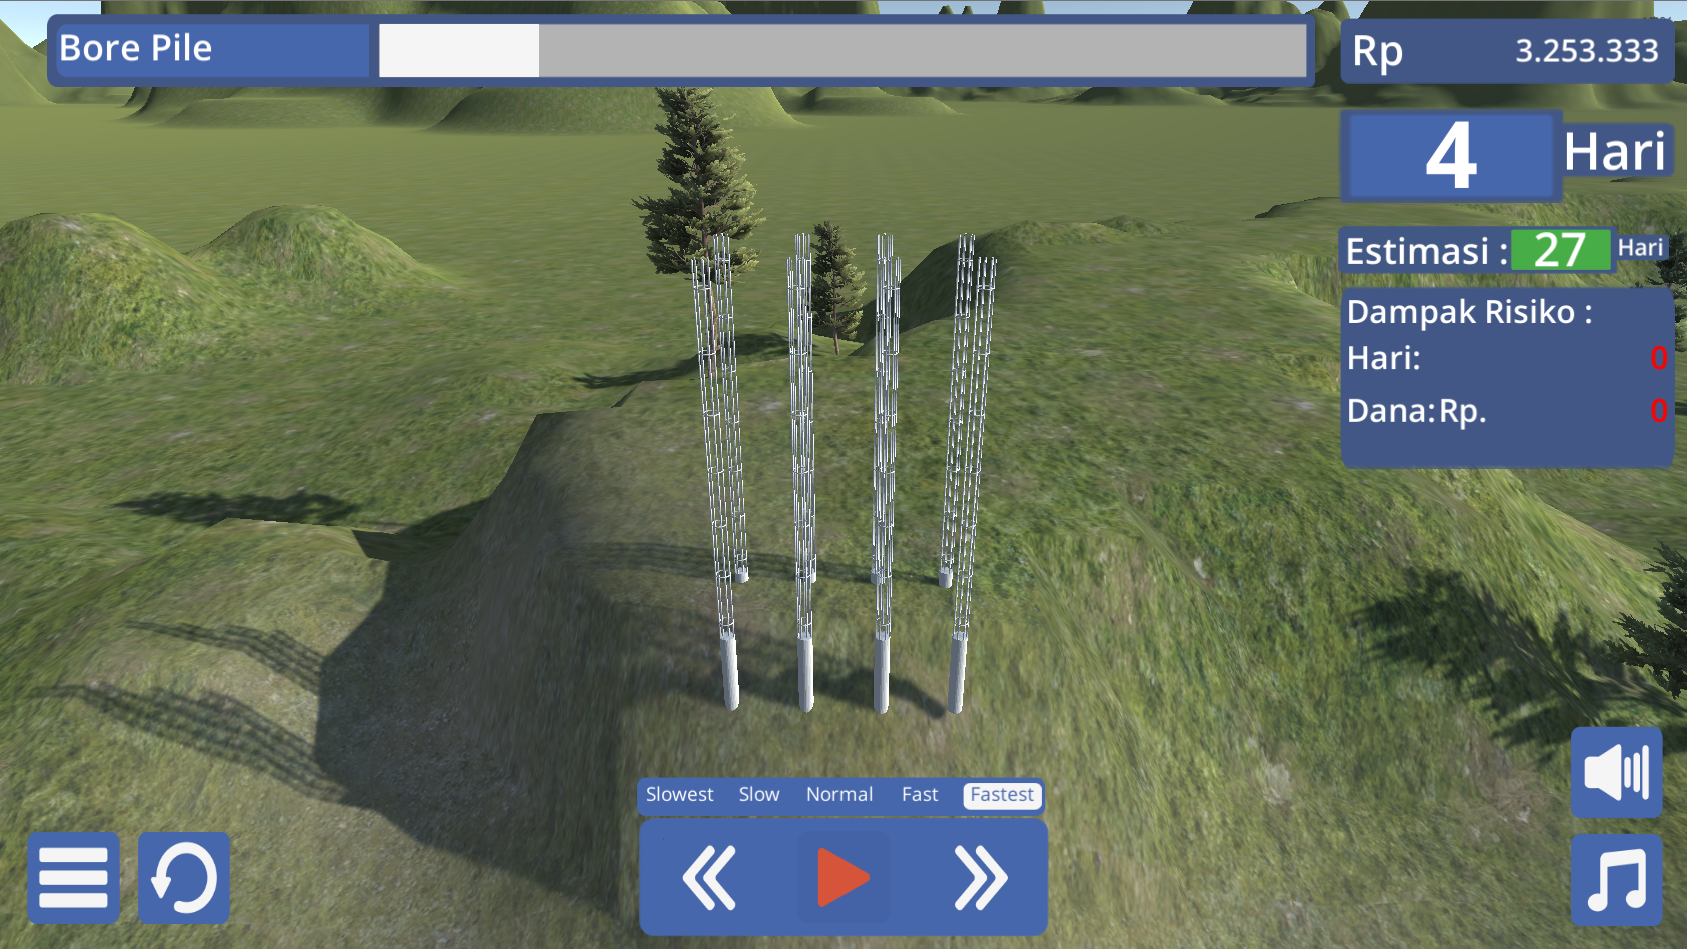 Bore Pile
Rp 3.253.333
4 Hari
Estimasi : 27 Hari
Dampak Risiko :
Hari: 0
Dana:Rp. 0
Slowest Slow Normal Fast Fastest